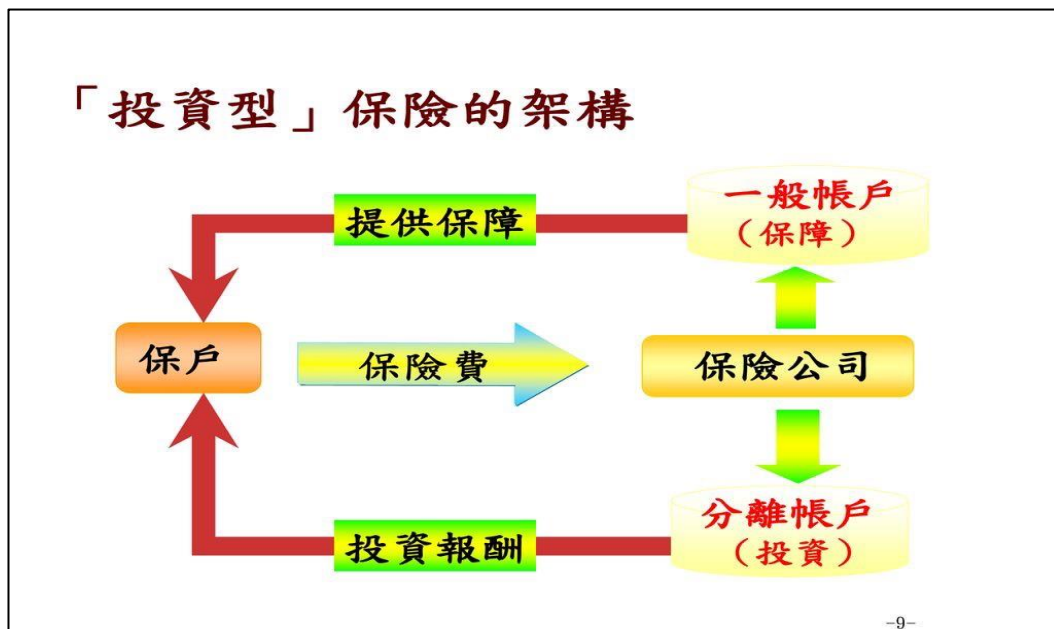 「投資型」保險的架構
提供保障
一般帳戶
（保障）
保戶
保險費
保險公司
投資報酬
分離帳戶
（投資）
-9-